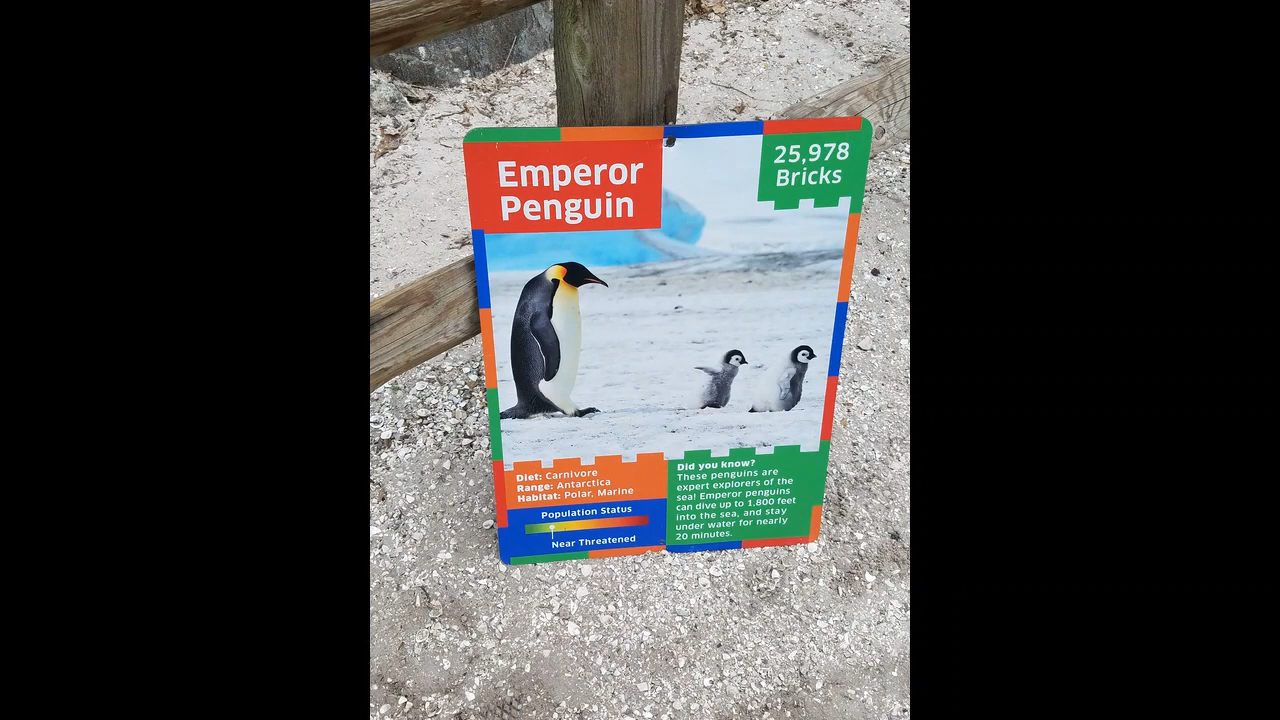 Emperor
Penguin
25,978
Bricks
Diet: Carnivore
Range: Antarctica
Habitat: Polar, Marine
Population Status
Near Threatened
Did you know?
These penguins are
expert explorers of the
sea! Emperor penguins
can dive up to 1,800 feet
into the sea, and stay
under water for nearly
20 minutes.